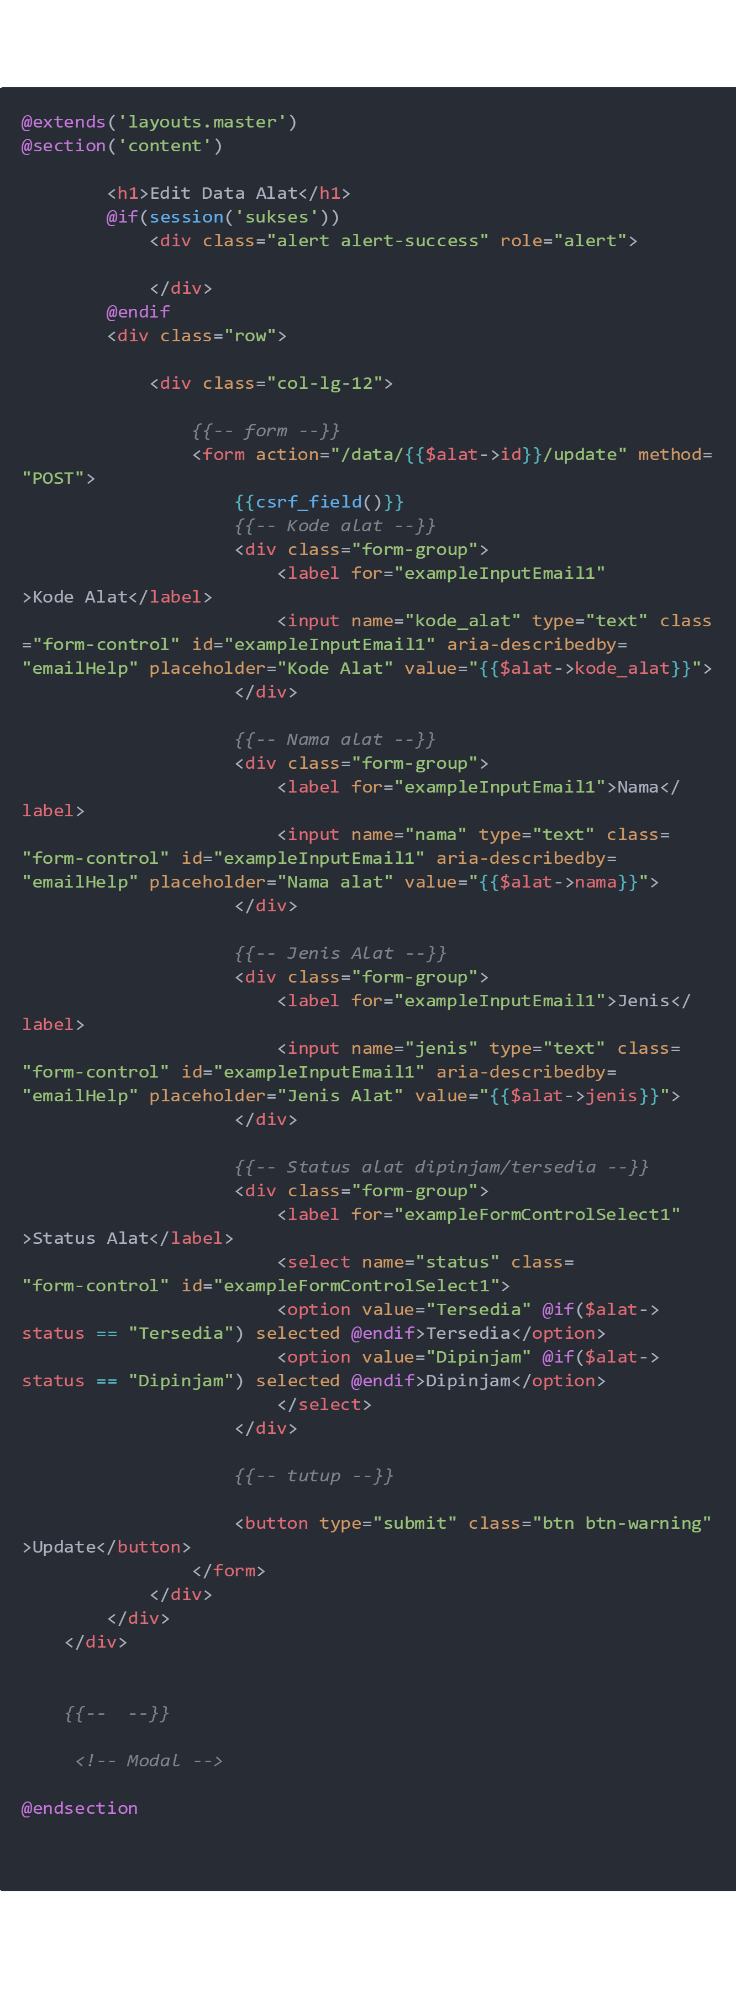 @extends('layouts.master')
@section('content')
<h1>Edit Data Alat</h1>
@if(session('sukses'))
<div class="alert alert-success" role="alert">
</div>
@endif
<div class="row">
<div class="col-lg-12">
{{-- form --}}
<form action="/data/{{$alat->id}}/update" method=
"POST">
{{csrf_field()}}
{{-- Kode alat --}}
<div class="form-group">
<label for="exampleInputEmail1"
>Kode Alat</label>
<input name="kode_alat" type="text" class
="form-control" id="exampleInputEmail1" aria-describedby=
"emailHelp" placeholder="Kode Alat" value="{{$alat->kode_alat}}">
</div>
{{-- Nama alat --}}
<div class="form-group">
<label for="exampleInputEmail1">Nama</
label>
<input name="nama" type="text" class=
"form-control" id="exampleInputEmail1" aria-describedby=
"emailHelp" placeholder="Nama alat" value="{{$alat->nama}}">
</div>
{{-- Jenis Alat --}}
<div class="form-group">
<label for="exampleInputEmail1">Jenis</
label>
<input name="jenis" type="text" class=
"form-control" id="exampleInputEmail1" aria-describedby=
"emailHelp" placeholder="Jenis Alat" value="{{$alat->jenis}}">
</div>
{{-- Status alat dipinjam/tersedia --}}
<div class="form-group">
<label for="exampleFormControlSelect1"
>Status Alat</label>
<select name="status" class=
"form-control" id="exampleFormControlSelect1">
<option value="Tersedia" @if($alat->
status == "Tersedia") selected @endif>Tersedia</option>
<option value="Dipinjam" @if($alat->
status == "Dipinjam") selected @endif>Dipinjam</option>
</select>
</div>
{{-- tutup --}}
<button type="submit" class="btn btn-warning"
>Update</button>
</form>
</div>
</div>
</div>
{{--  --}}
<!-- Modal -->
@endsection